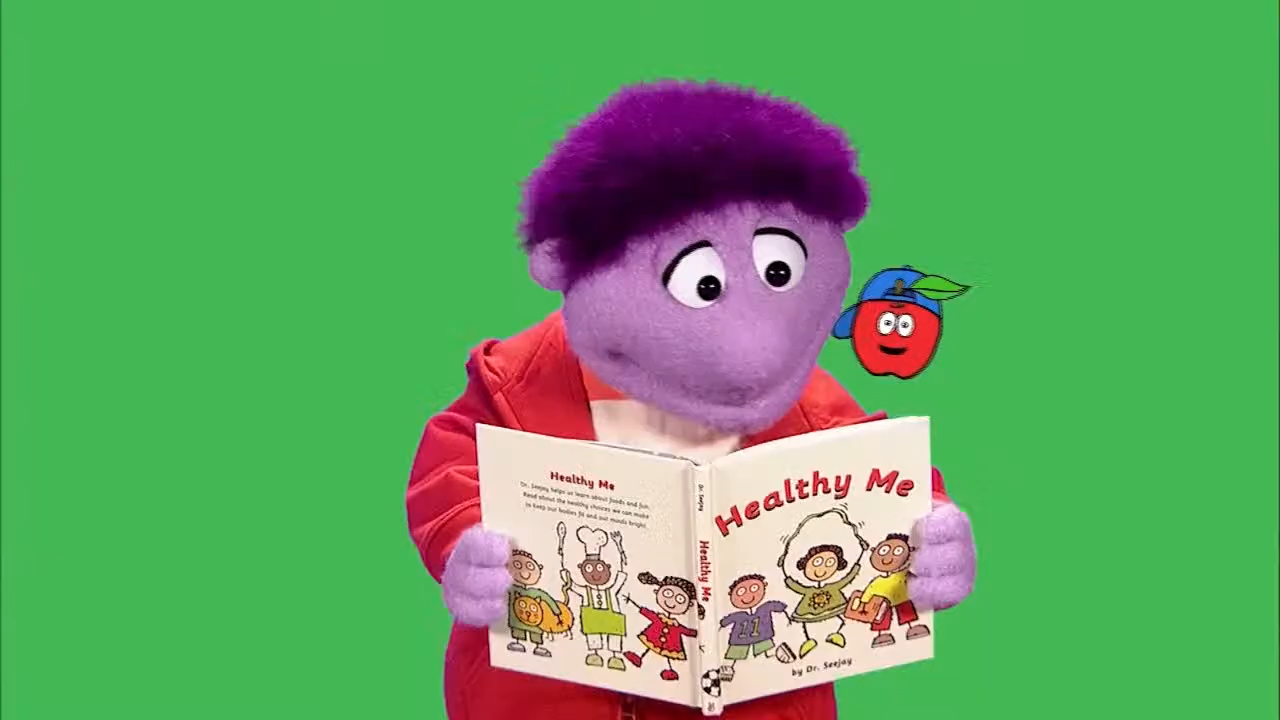 Healthy Me
Dr. Seejay helps us learn about foods and fun.
Read about the healthy choices we can make
to keep our bodies fit and our minds bright.
Dr. Seejay
Healthy Me
Healthy Me
11
by Dr. Seejay